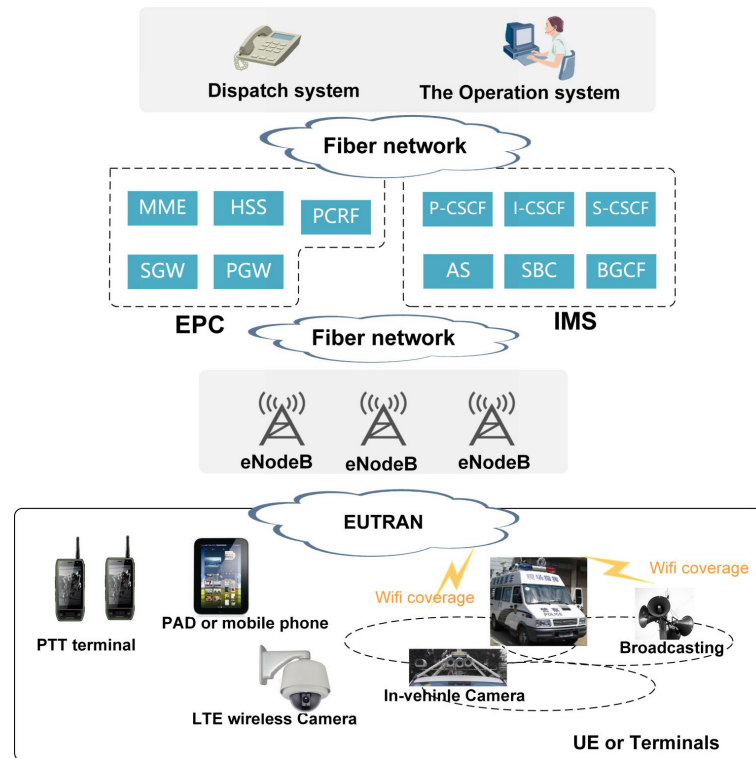 Dispatch system
The Operation system
Fiber network
MME
HSS
PCRF
SGW
PGW
EPC
P-CSCF
I-CSCF
S-CSCF
AS
SBC
BGCF
IMS
Fiber network
eNodeB
eNodeB
eNodeB
EUTRAN
PTT terminal
PAD or mobile phone
LTE wireless Camera
Wifi coverage
Wifi coverage
Broadcasting
In-vehinle Camera
UE or Terminals